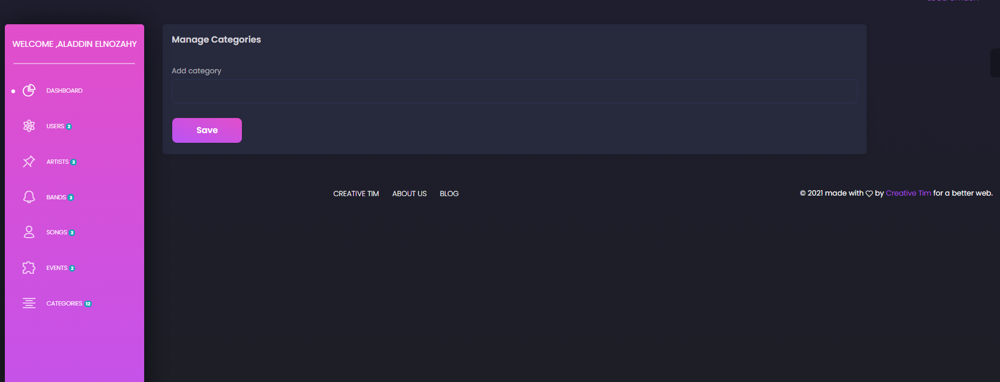 WELCOME ,ALADDIN ELNOZAHY
DASHBOARD
USERS 2
ARTISTS 3
BANDS 3
SONGS 3
EVENTS 2
CATEGORIES 12
Manage Categories
Add category
Save
CREATIVE TIM ABOUT US BLOG
© 2021 made with by Creative Tim for a better web.